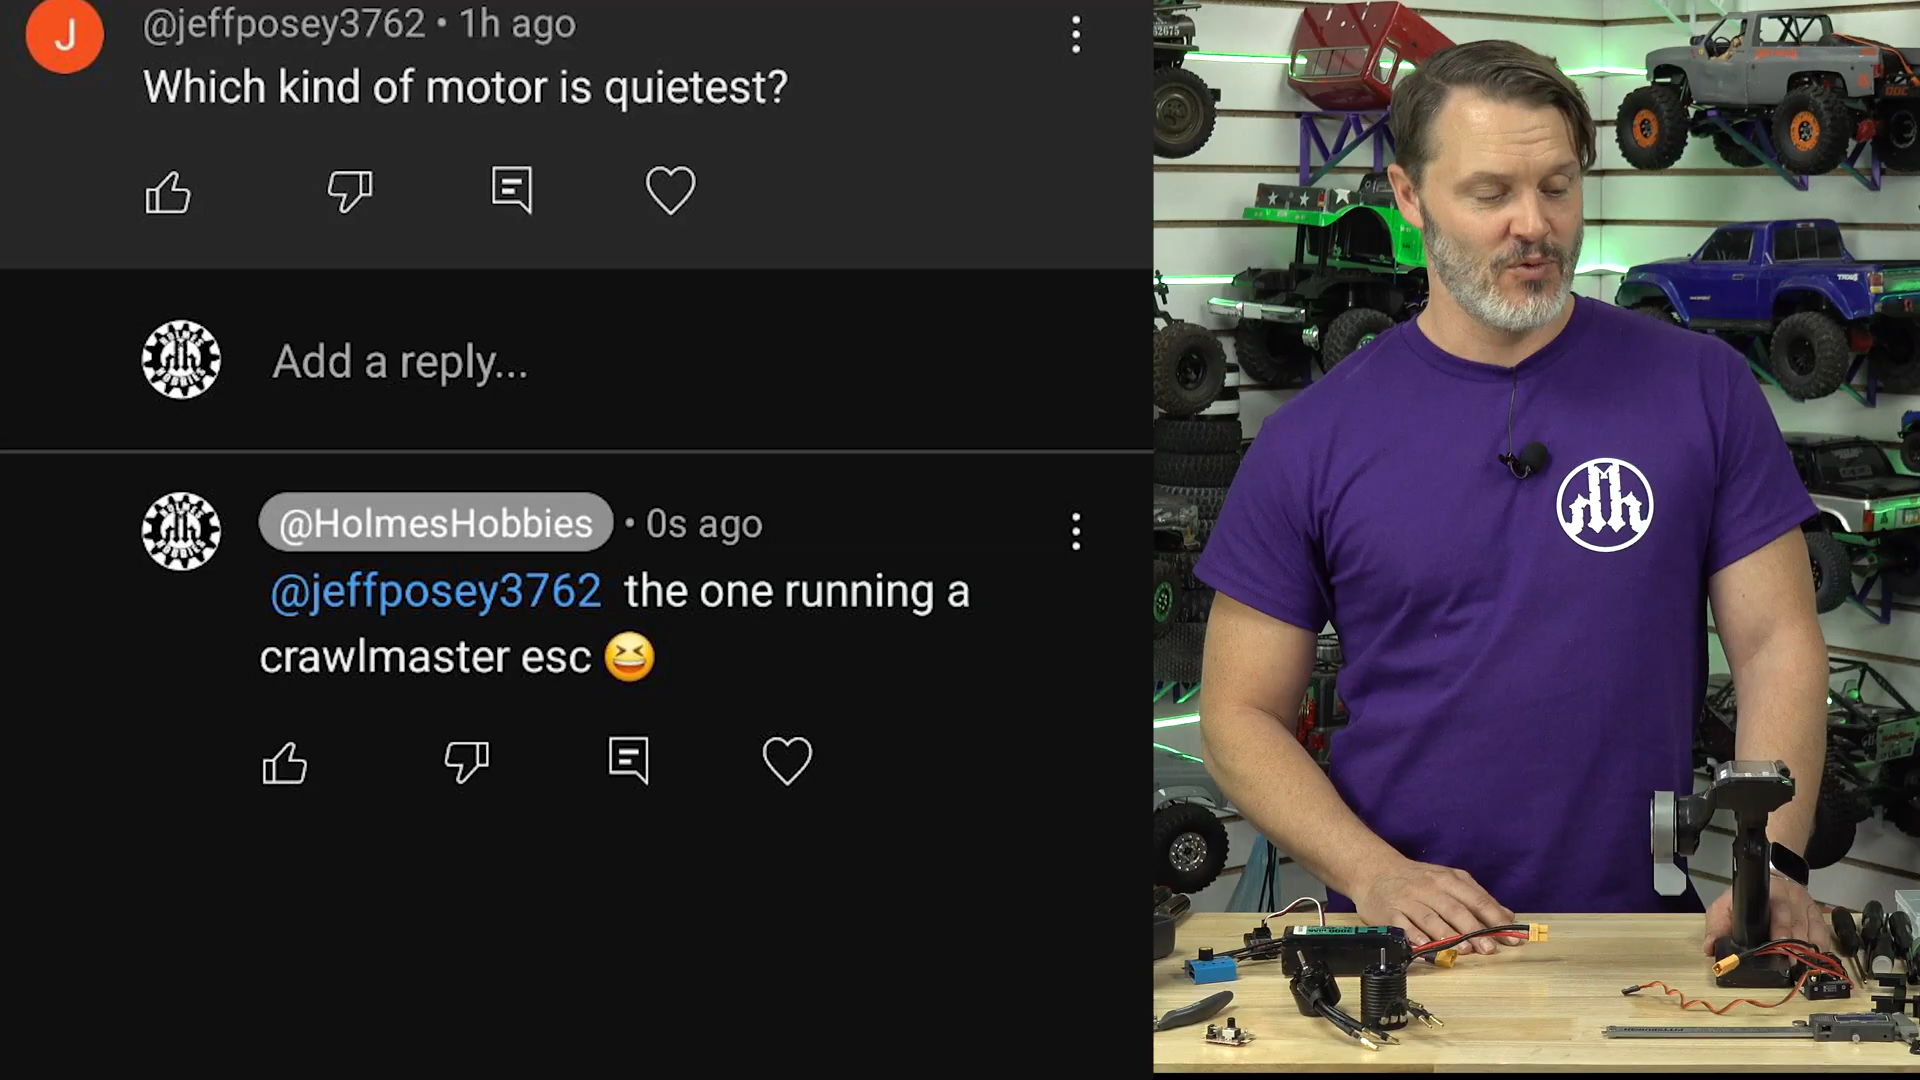 J
@jeffposey3762 • 1h ago
Which kind of motor is quietest?
Add a reply...
@HolmesHobbies • 0s ago
@jeffposey3762 the one running a
crawlmaster esc 😆